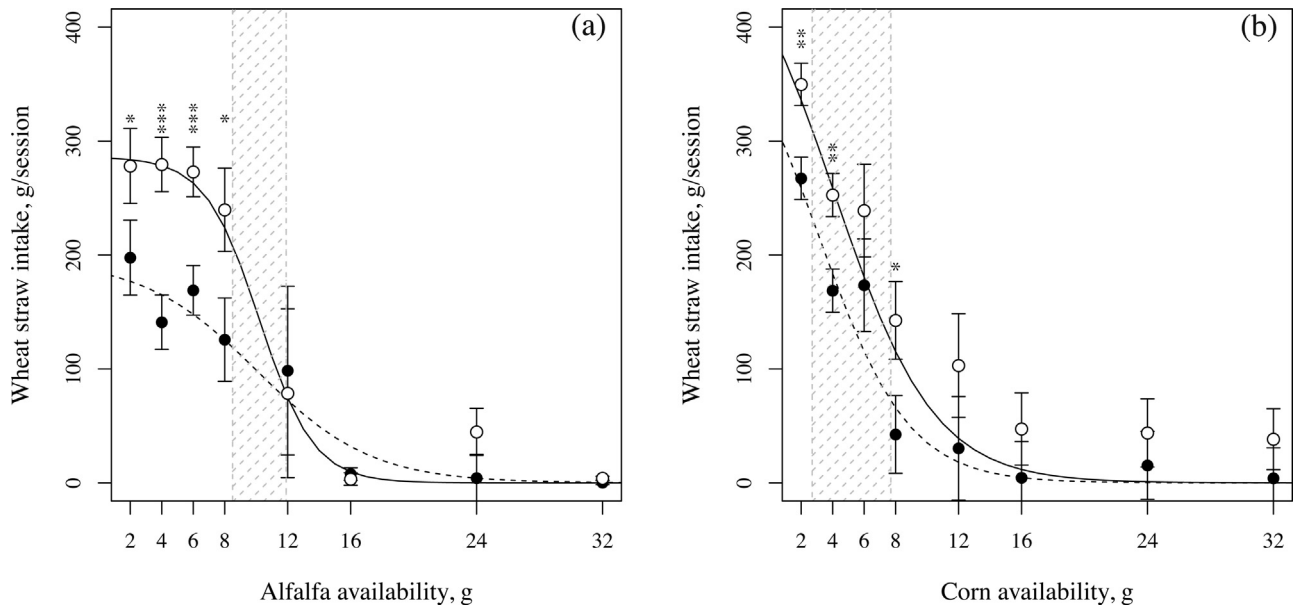 (a)
Wheat straw intake, g/session
400
300
200
100
0
* *** *** *
2 4 6 8 12 16 24 32
Alfalfa availability, g
(b)
Wheat straw intake, g/session
400
300
200
100
0
** ** *
2 4 6 8 12 16 24 32
Corn availability, g